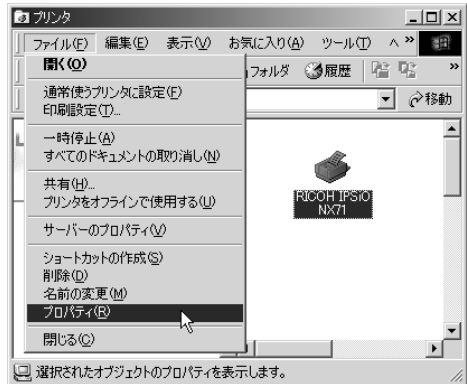 プリンタ
ファイル(F) 編集(E) 表示(V) お気に入り(A) ツール(T) ヘ »
開く(O)
フォルダ 履歴 »
通常使うプリンタに設定(F)
移動
印刷設定(T)...
一時停止(A)
すべてのドキュメントの取り消し(N)
共有(H)...
プリンタをオフラインで使用する(U)
RICOH IPSiO
NX71
サーバーのプロパティ(V)
ショートカットの作成(S)
削除(D)
名前の変更(M)
プロパティ(R)
閉じる(C)
選択されたオブジェクトのプロパティを表示します。